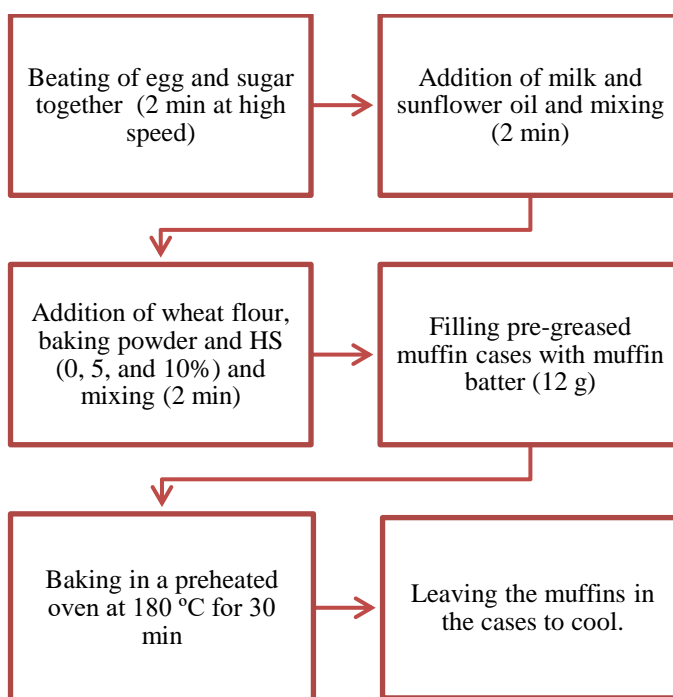 Beating of egg and sugar
together (2 min at high
speed)
Addition of milk and
sunflower oil and mixing
(2 min)
Addition of wheat flour,
baking powder and HS
(0, 5, and 10%) and
mixing (2 min)
Filling pre-greased
muffin cases with muffin
batter (12 g)
Baking in a preheated
oven at 180 ºC for 30
min
Leaving the muffins in
the cases to cool.